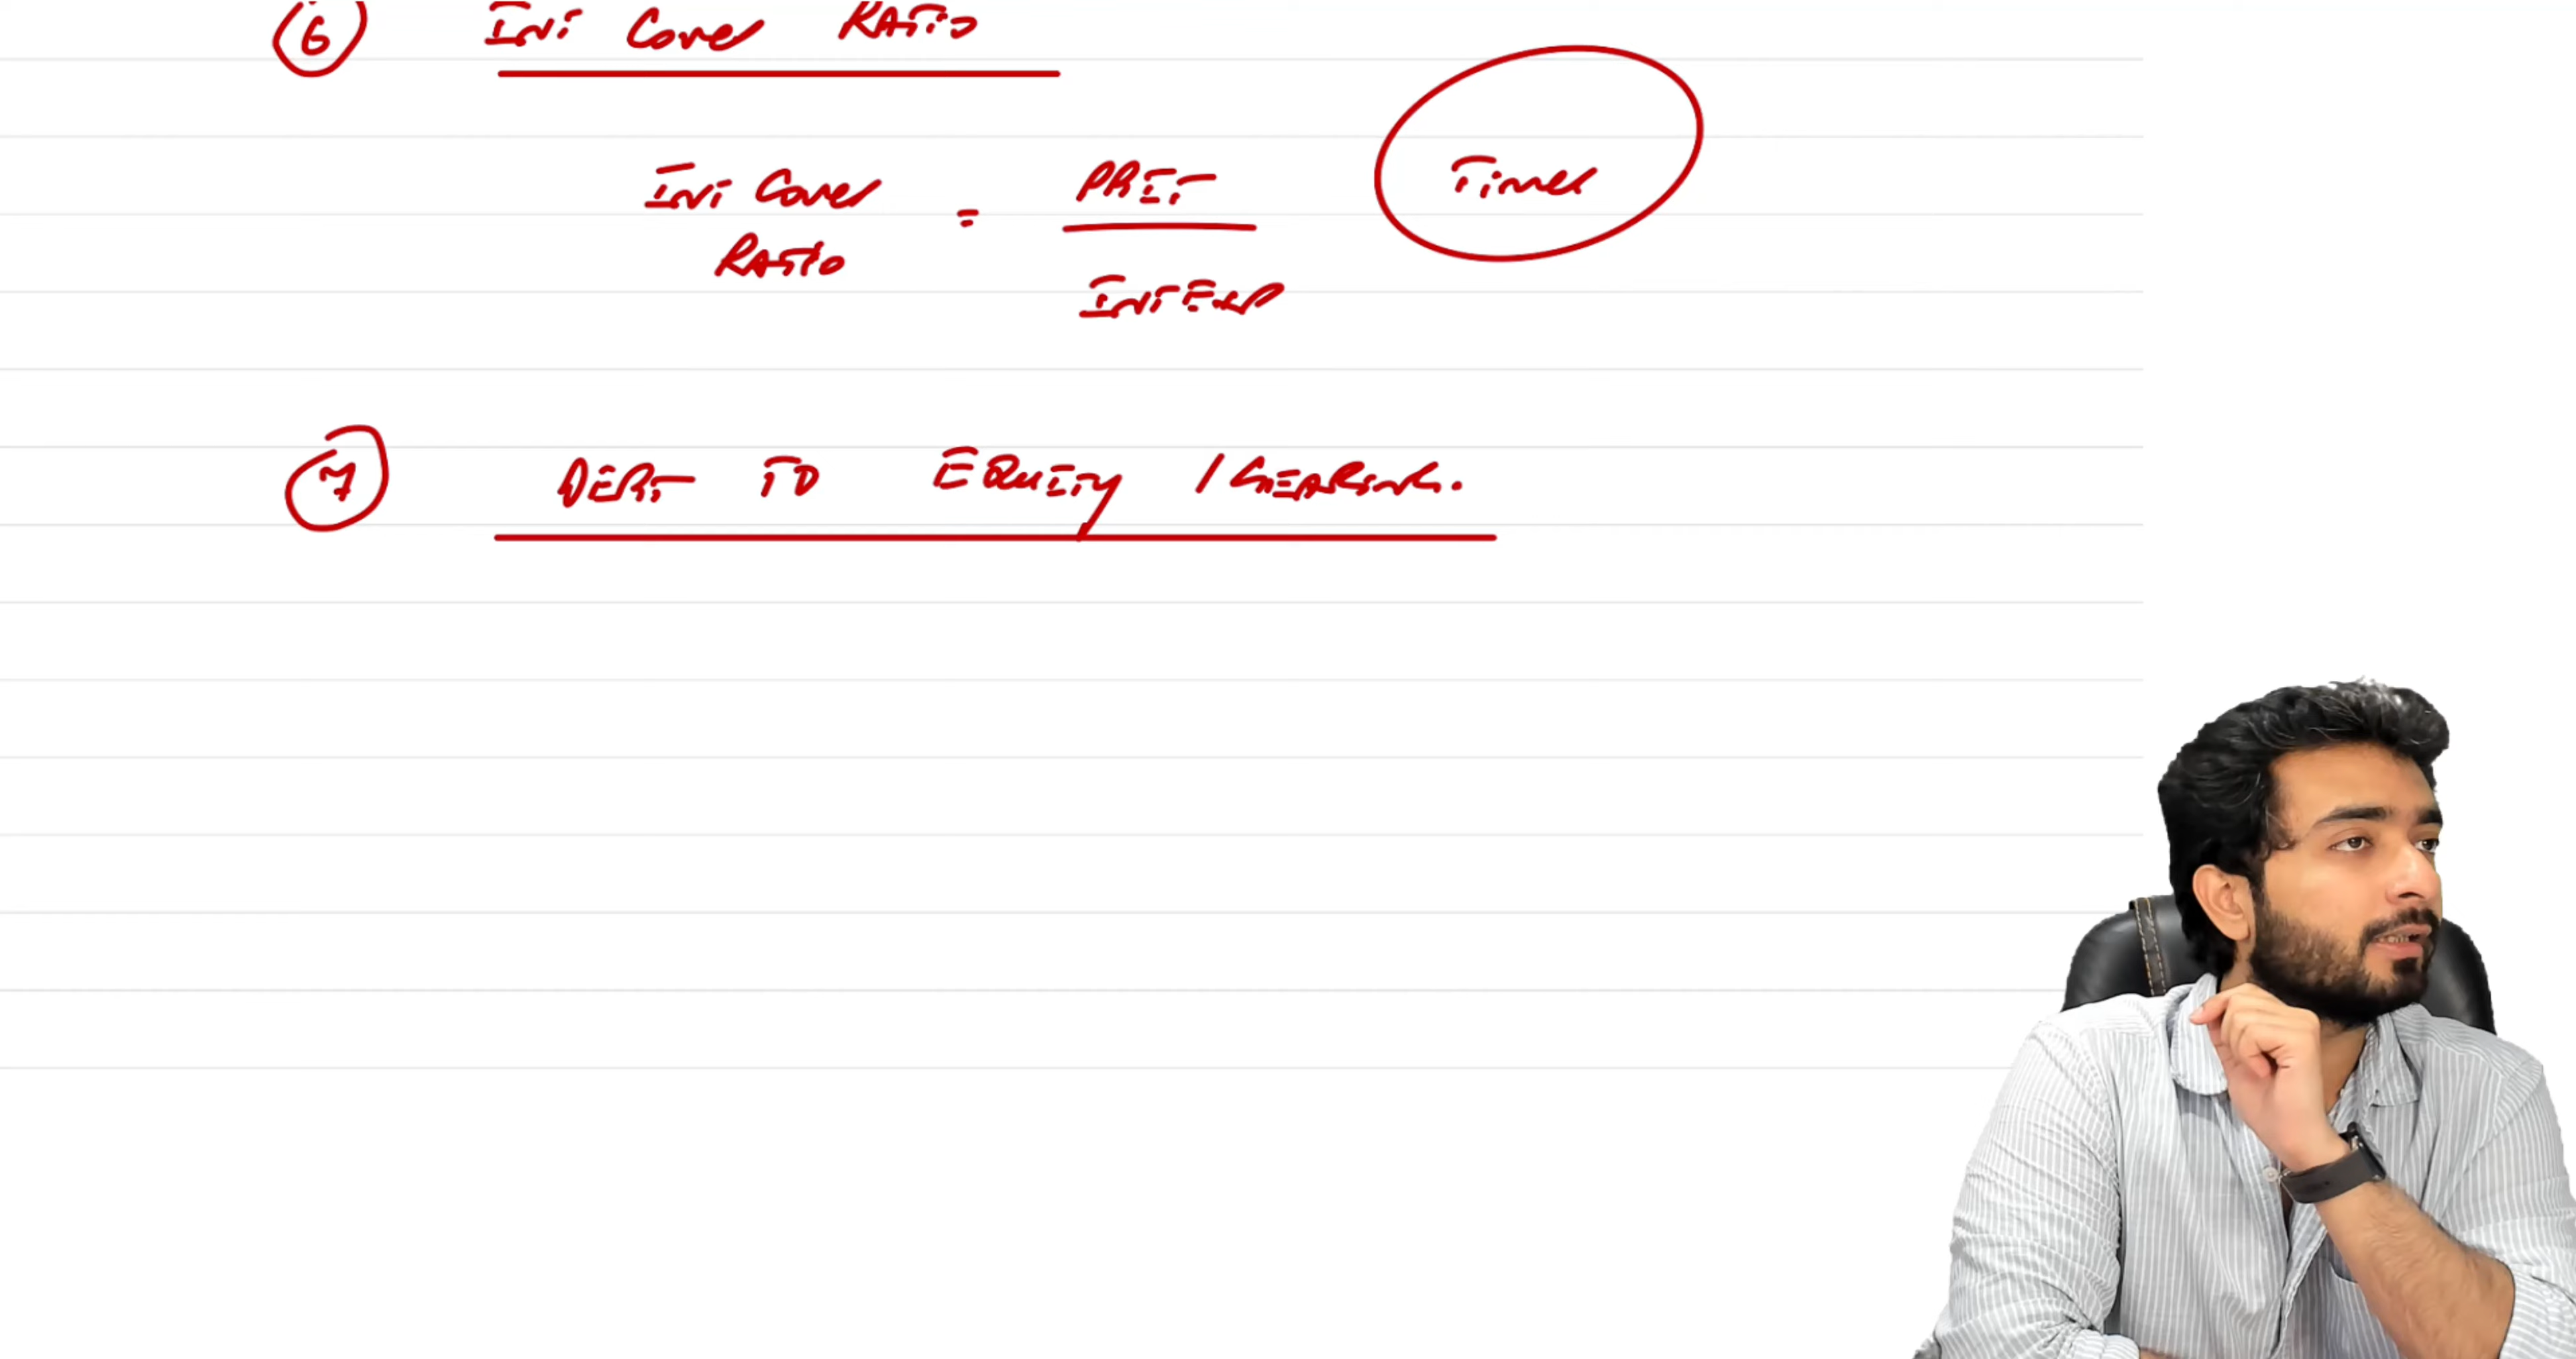 6 Int Cover Ratio
Int Cover Ratio = PBIT / Int Exp Times
7 DEBT TO EQUITY / GEARING.